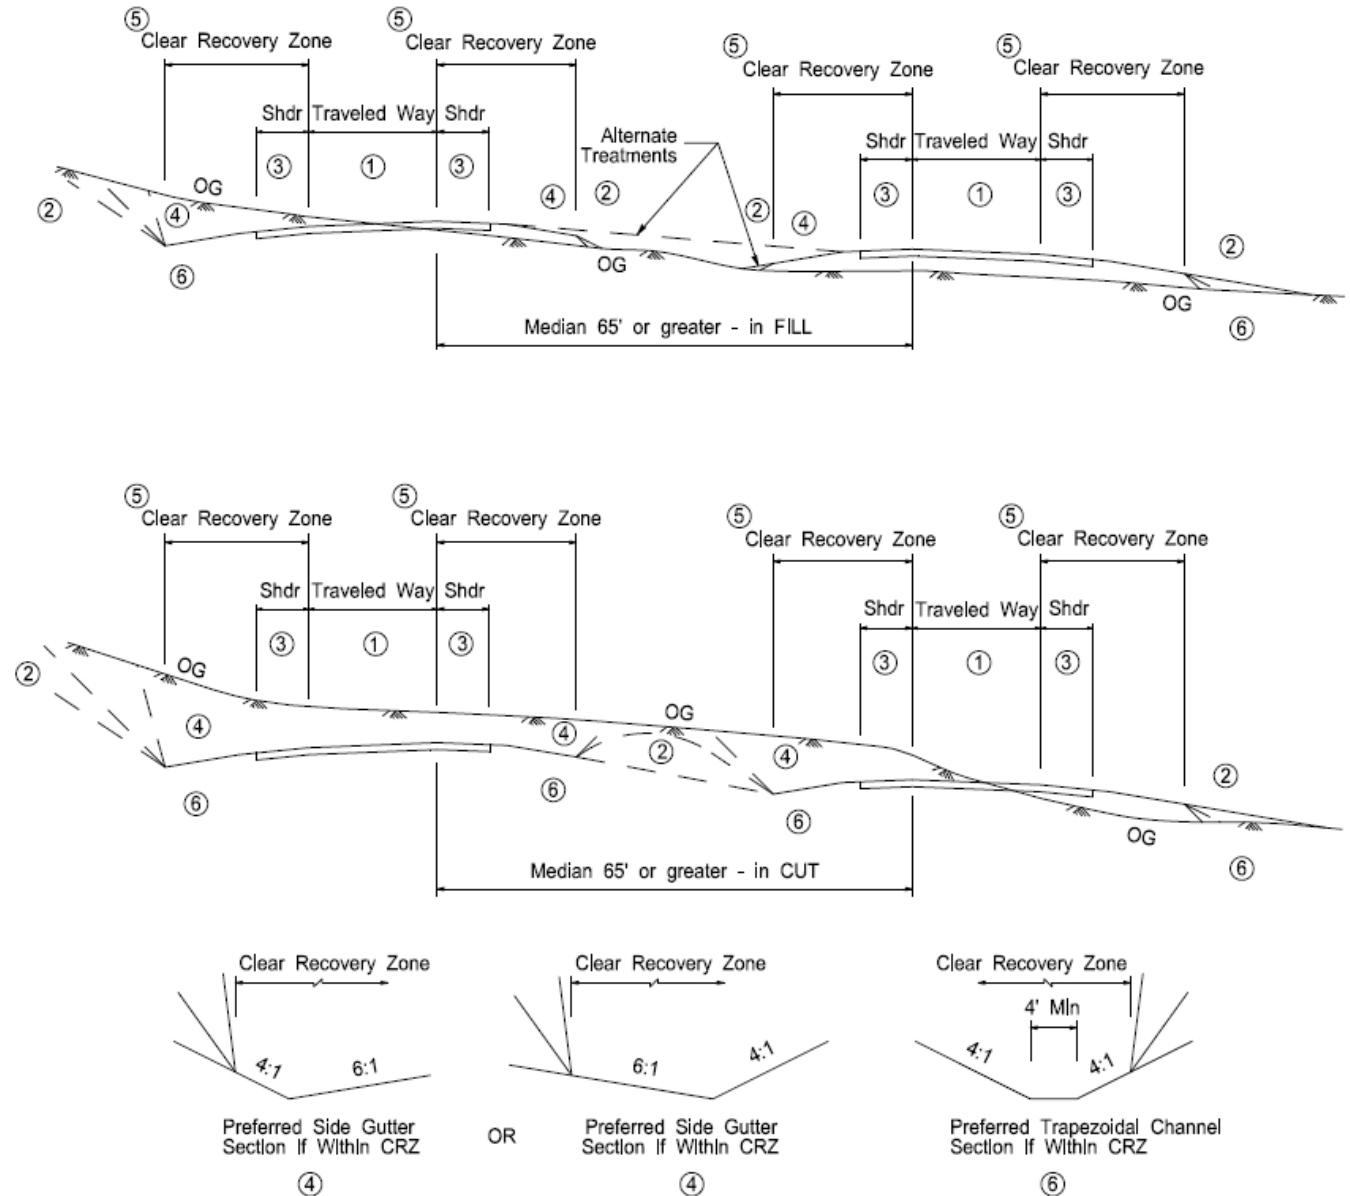 ⑤ ⑤ ⑤ ⑤
Clear Recovery Zone Clear Recovery Zone Clear Recovery Zone Clear Recovery Zone
Shdr Traveled Way Shdr
Alternate
Treatments
Shdr Traveled Way Shdr
③ ① ③
③ ① ③
② ④ OG ④ ② ② ④ ②
⑥ OG OG ⑥
Median 65' or greater - in FILL
⑤ ⑤ ⑤ ⑤
Clear Recovery Zone Clear Recovery Zone Clear Recovery Zone Clear Recovery Zone
Shdr Traveled Way Shdr
Shdr Traveled Way Shdr
③ ① ③
③ ① ③
② OG OG
④ ④ ② ④ ②
⑥ ⑥ ⑥ OG ⑥
Median 65' or greater - in CUT
Clear Recovery Zone
4:1 6:1
Preferred Side Gutter
Section If Within CRZ
④
OR
Clear Recovery Zone
6:1 4:1
Preferred Side Gutter
Section If Within CRZ
④
Clear Recovery Zone
4' Min
4:1 4:1
Preferred Trapezoidal Channel
Section If Within CRZ
⑥